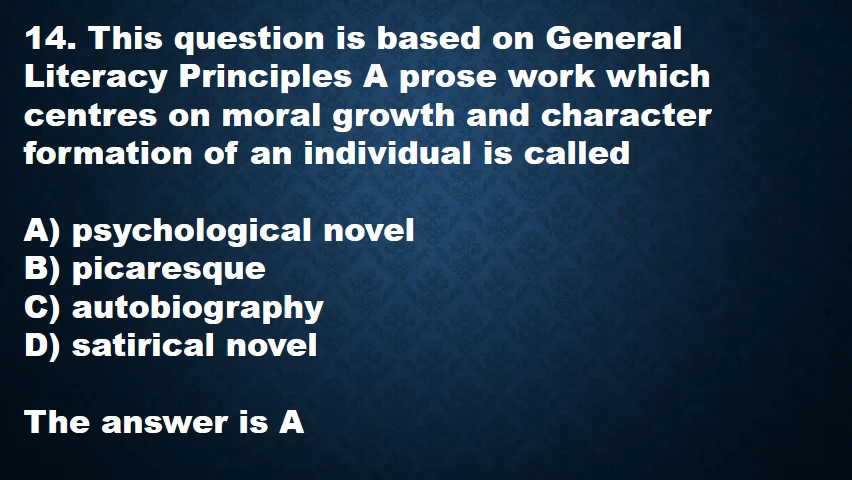 14. This question is based on General
Literacy Principles A prose work which
centres on moral growth and character
formation of an individual is called
A) psychological novel
B) picaresque
C) autobiography
D) satirical novel
The answer is A